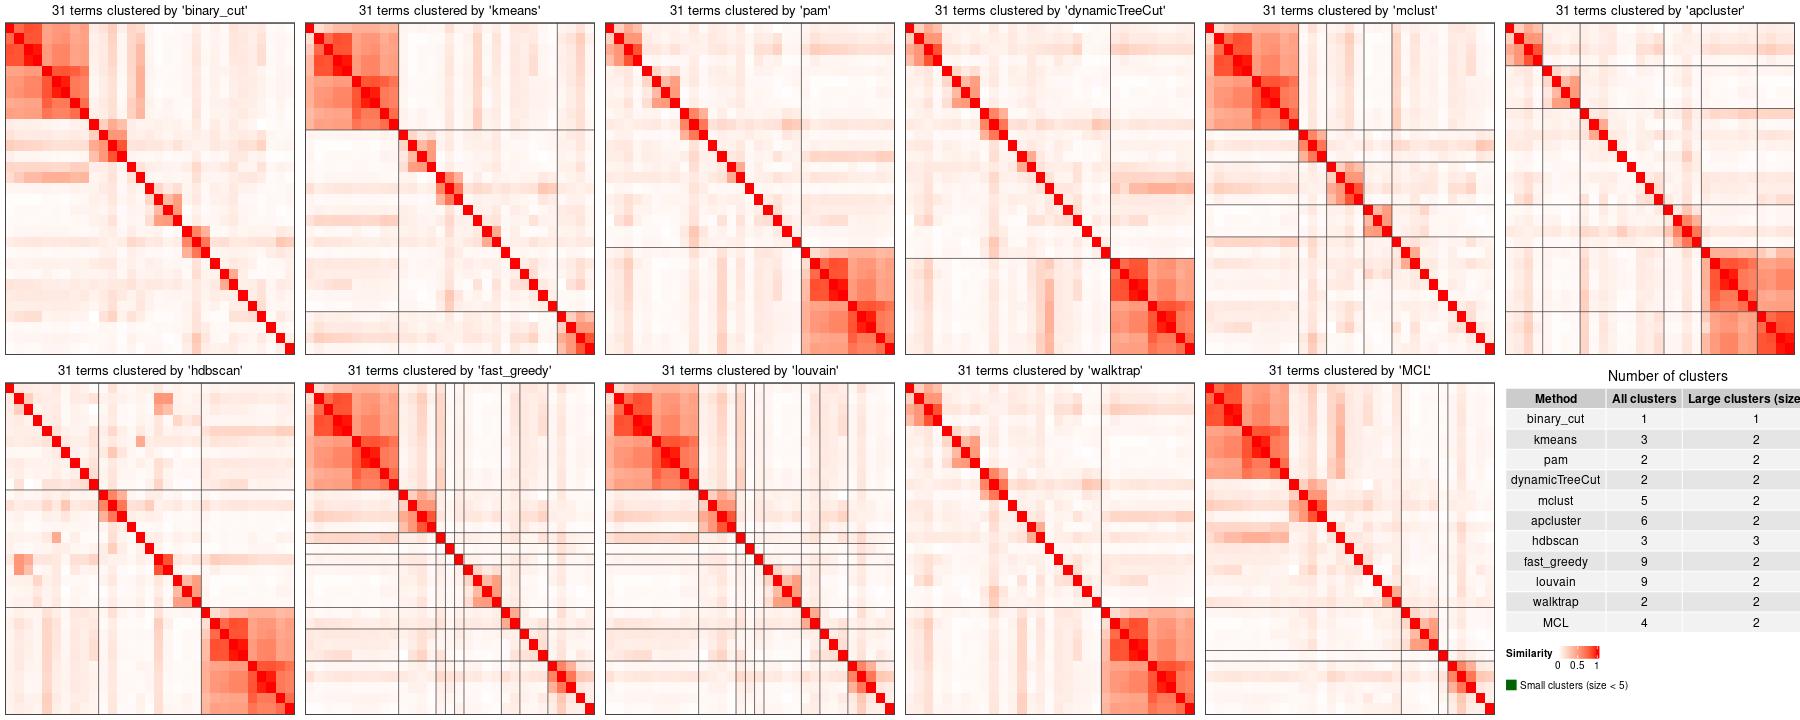 31 terms clustered by 'binary_cut'
31 terms clustered by 'kmeans'
31 terms clustered by 'pam'
31 terms clustered by 'dynamicTreeCut'
31 terms clustered by 'mclust'
31 terms clustered by 'apcluster'
31 terms clustered by 'hdbscan'
31 terms clustered by 'fast_greedy'
31 terms clustered by 'louvain'
31 terms clustered by 'walktrap'
31 terms clustered by 'MCL'
Number of clusters
Method All clusters Large clusters (size
binary_cut 1 1
kmeans 3 2
pam 2 2
dynamicTreeCut 2 2
mclust 5 2
apcluster 6 2
hdbscan 3 3
fast_greedy 9 2
louvain 9 2
walktrap 2 2
MCL 4 2
Similarity
0 0.5 1
Small clusters (size < 5)